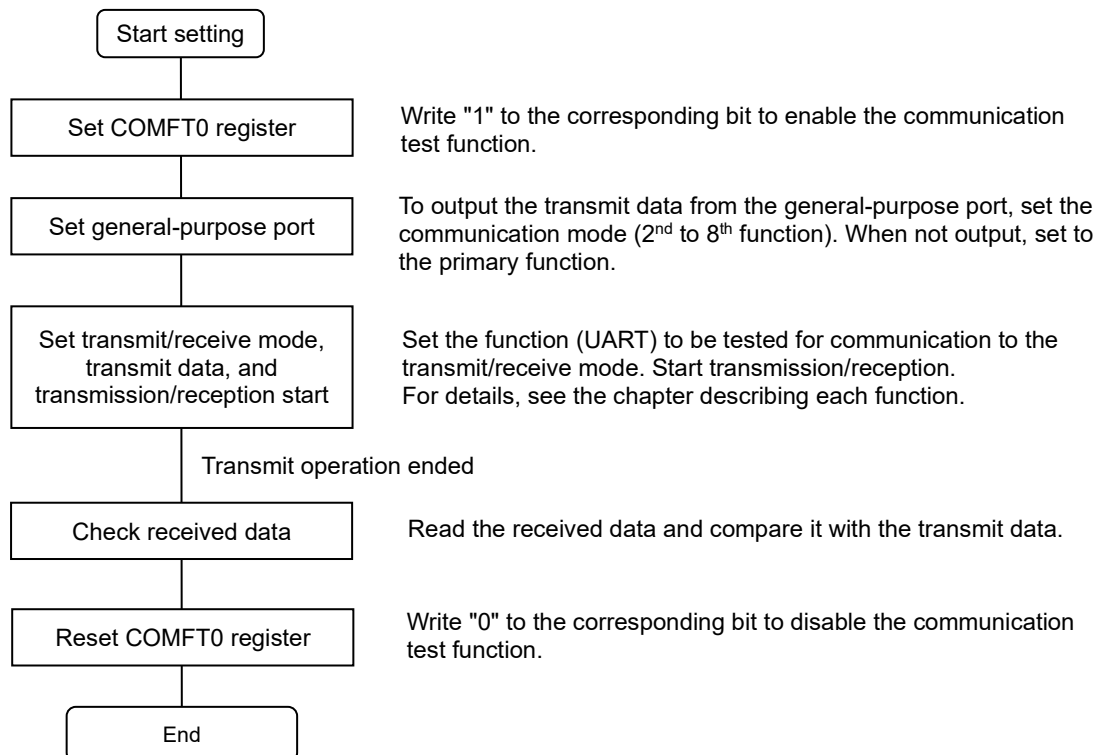 Start setting
Set COMFT0 register
Write "1" to the corresponding bit to enable the communication
test function.
Set general-purpose port
To output the transmit data from the general-purpose port, set the
communication mode (2nd to 8th function). When not output, set to
the primary function.
Set transmit/receive mode,
transmit data, and
transmission/reception start
Set the function (UART) to be tested for communication to the
transmit/receive mode. Start transmission/reception.
For details, see the chapter describing each function.
Transmit operation ended
Check received data
Read the received data and compare it with the transmit data.
Reset COMFT0 register
Write "0" to the corresponding bit to disable the communication
test function.
End